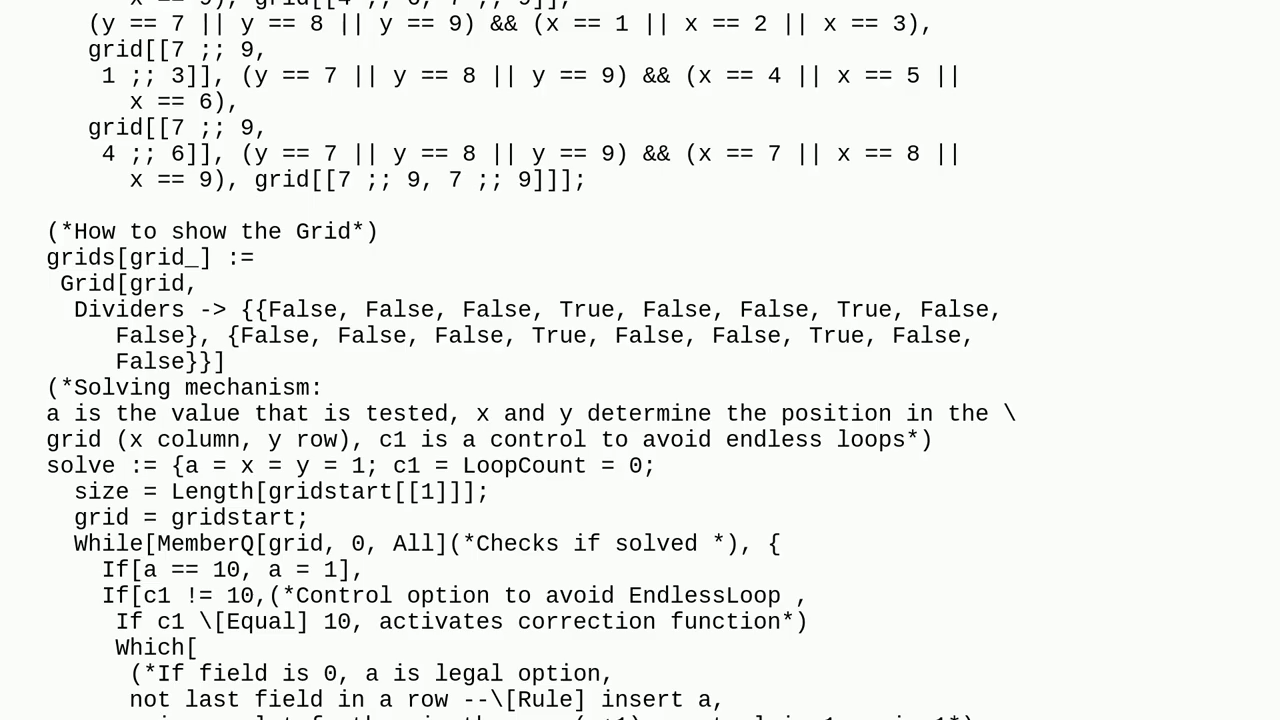 x == 9), grid[[4 ;; 6, 7 ;; 9]],
(y == 7 || y == 8 || y == 9) && (x == 1 || x == 2 || x == 3),
grid[[7 ;; 9,
1 ;; 3]], (y == 7 || y == 8 || y == 9) && (x == 4 || x == 5 ||
x == 6),
grid[[7 ;; 9,
4 ;; 6]], (y == 7 || y == 8 || y == 9) && (x == 7 || x == 8 ||
x == 9), grid[[7 ;; 9, 7 ;; 9]]];
(*How to show the Grid*)
grids[grid_] :=
Grid[grid,
Dividers -> {{False, False, False, True, False, False, True, False,
False}, {False, False, False, True, False, False, True, False,
False}}]
(*Solving mechanism:
a is the value that is tested, x and y determine the position in the \
grid (x column, y row), c1 is a control to avoid endless loops*)
solve := {a = x = y = 1; c1 = LoopCount = 0;
size = Length[gridstart[[1]]];
grid = gridstart;
While[MemberQ[grid, 0, All](*Checks if solved *), {
If[a == 10, a = 1],
If[c1 != 10,(*Control option to avoid EndlessLoop ,
If c1 \[Equal] 10, activates correction function*)
Which[
(*If field is 0, a is legal option,
not last field in a row --\[Rule] insert a,